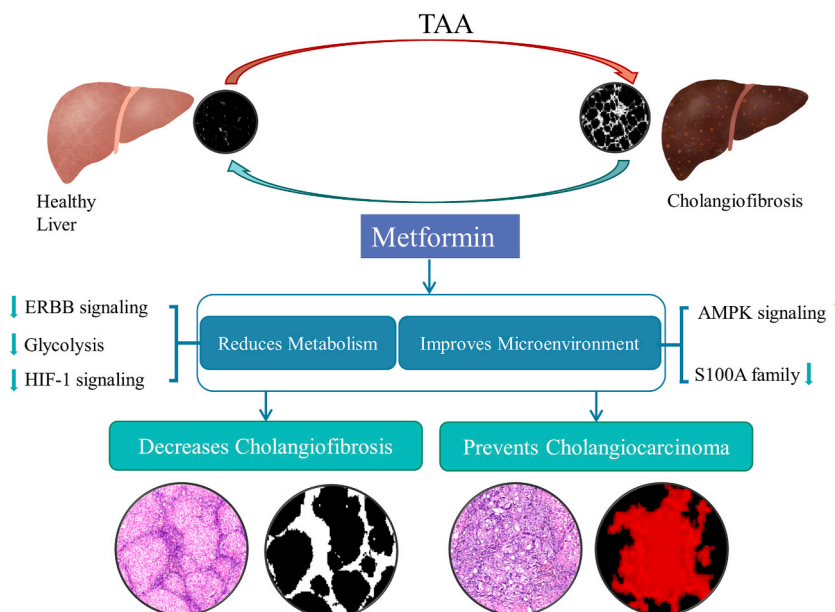 TAA
Healthy
Liver
Cholangiofibrosis
Metformin
ERBB signaling
Glycolysis
HIF-1 signaling
Reduces Metabolism
Improves Microenvironment
AMPK signaling
S100A family
Decreases Cholangiofibrosis
Prevents Cholangiocarcinoma